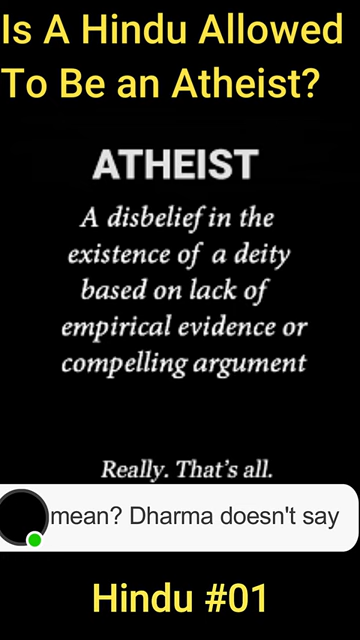 Is A Hindu Allowed
To Be an Atheist?
ATHEIST
A disbelief in the
existence of a deity
based on lack of
empirical evidence or
compelling argument
Really. That's all.
mean? Dharma doesn't say
Hindu #01